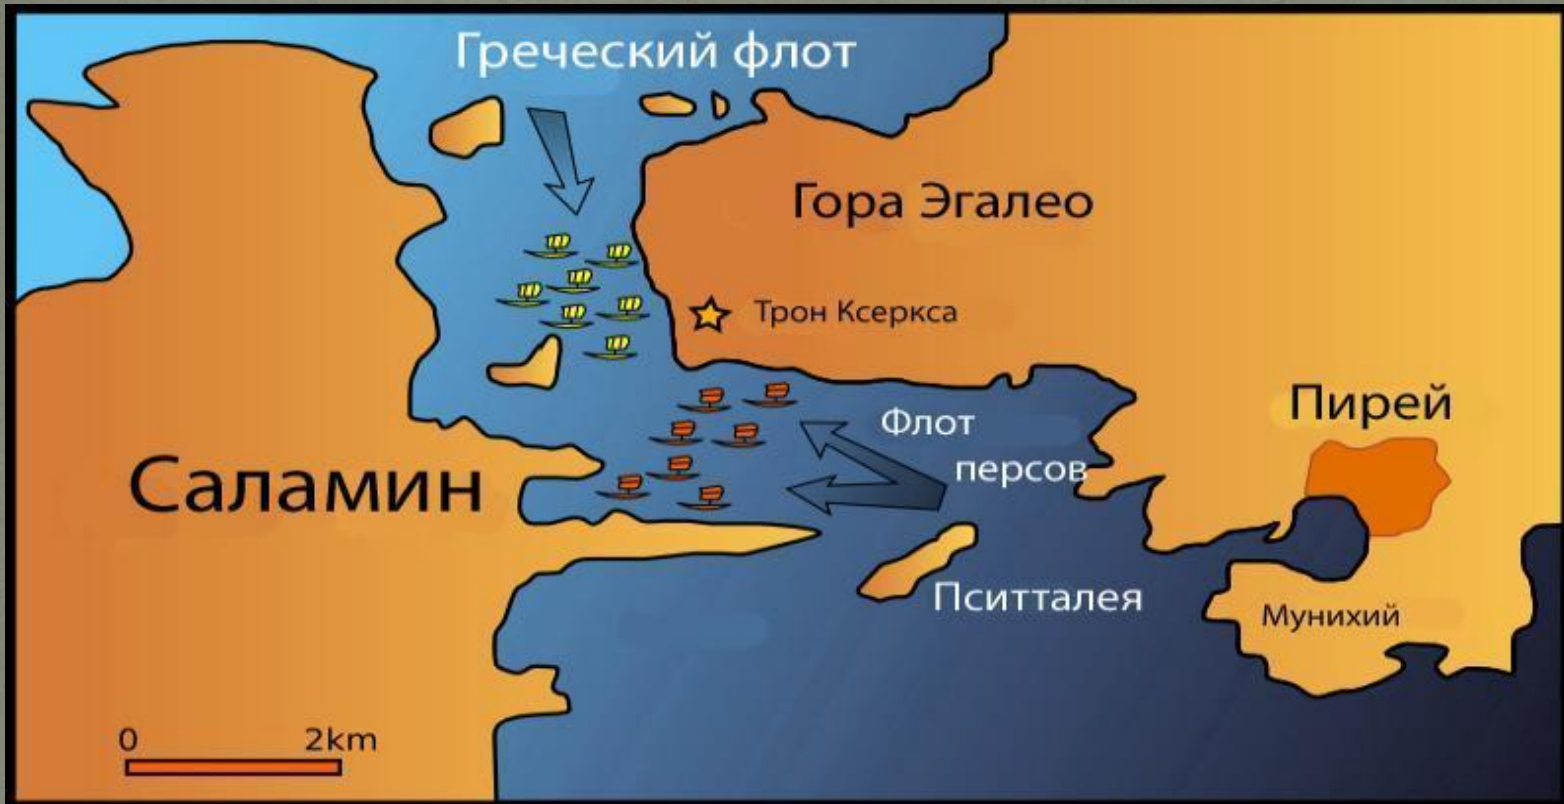 Греческий флот
Гора Эгалео
Трон Ксеркса
Пирей
Флот
персов
Саламин
Пситталея
Мунихий
0 2km